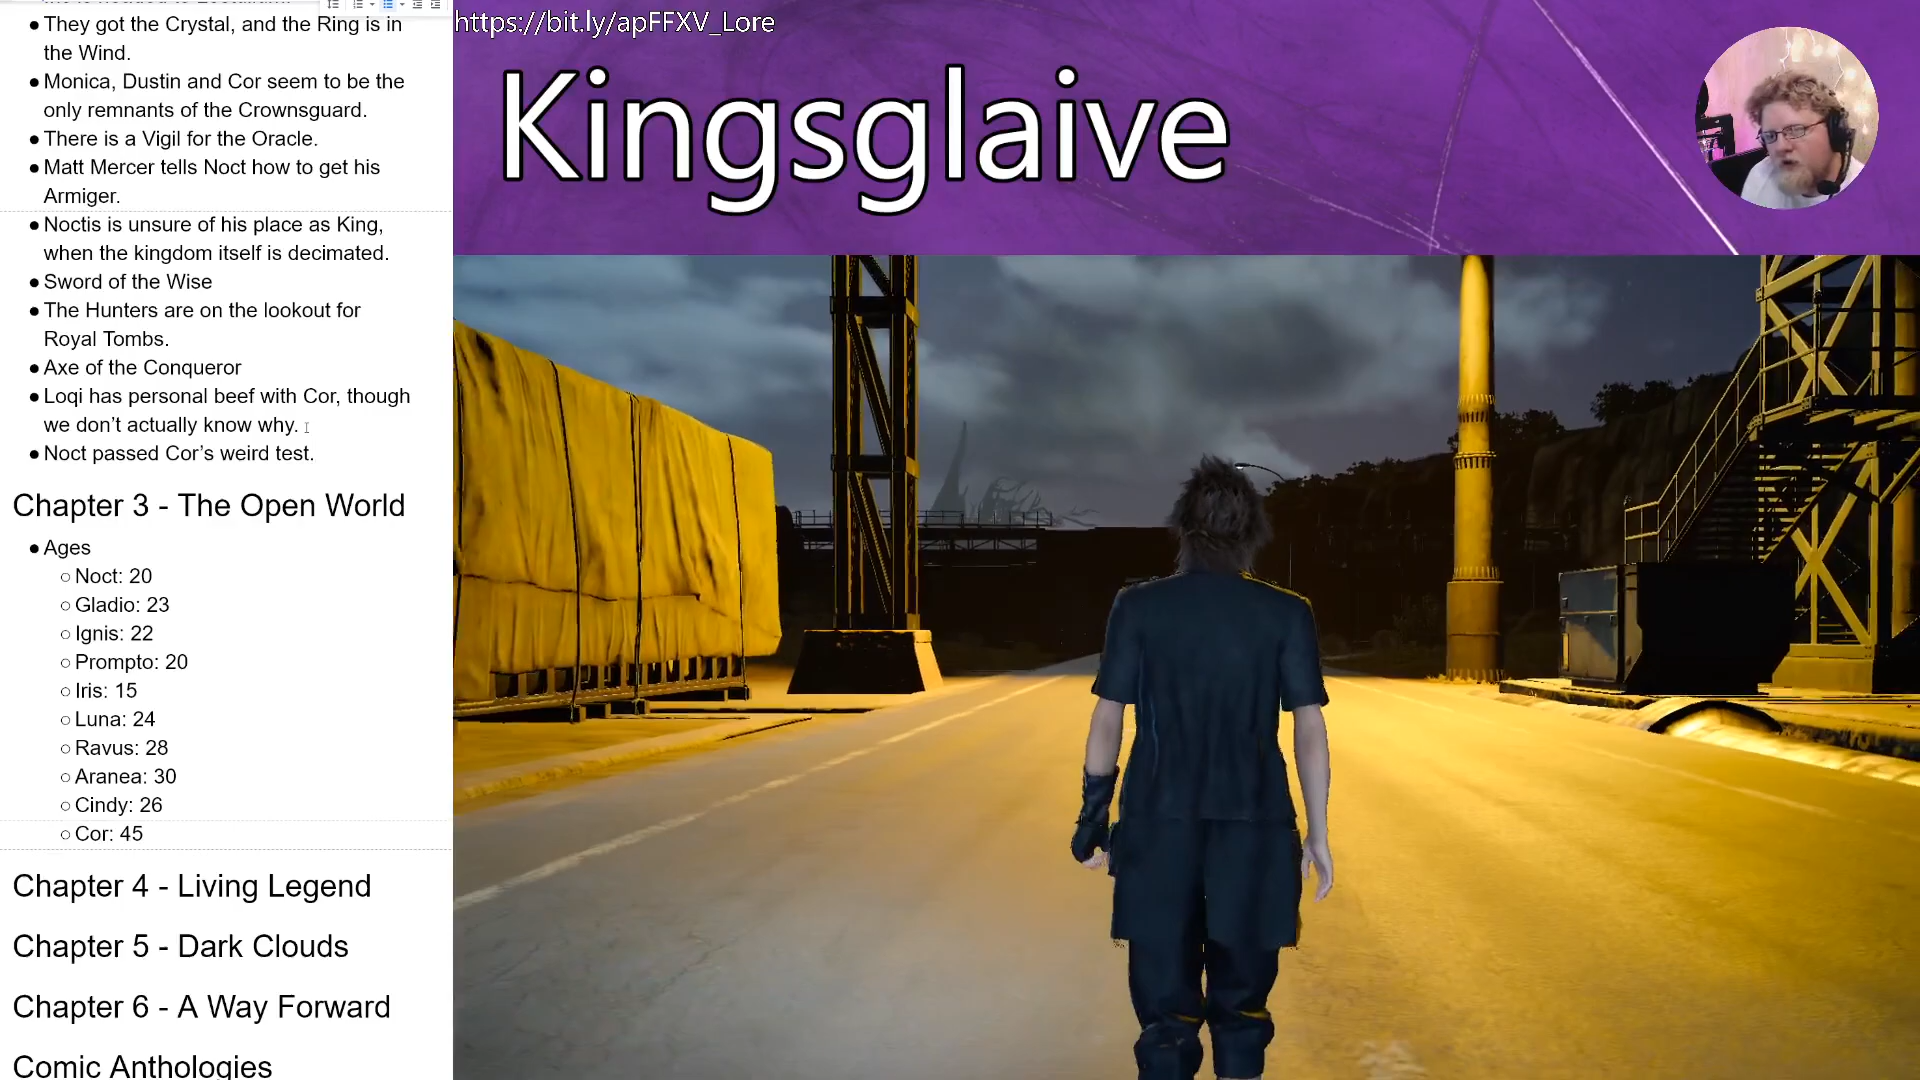 https://bit.ly/apFFXV_Lore
Kingsglaive
● They got the Crystal, and the Ring is in
the Wind.
● Monica, Dustin and Cor seem to be the
only remnants of the Crownsguard.
● There is a Vigil for the Oracle.
● Matt Mercer tells Noct how to get his
Armiger.
● Noctis is unsure of his place as King,
when the kingdom itself is decimated.
● Sword of the Wise
● The Hunters are on the lookout for
Royal Tombs.
● Axe of the Conqueror
● Loqi has personal beef with Cor, though
we don’t actually know why.
● Noct passed Cor’s weird test.
Chapter 3 - The Open World
● Ages
○ Noct: 20
○ Gladio: 23
○ Ignis: 22
○ Prompto: 20
○ Iris: 15
○ Luna: 24
○ Ravus: 28
○ Aranea: 30
○ Cindy: 26
○ Cor: 45
Chapter 4 - Living Legend
Chapter 5 - Dark Clouds
Chapter 6 - A Way Forward
Comic Anthologies